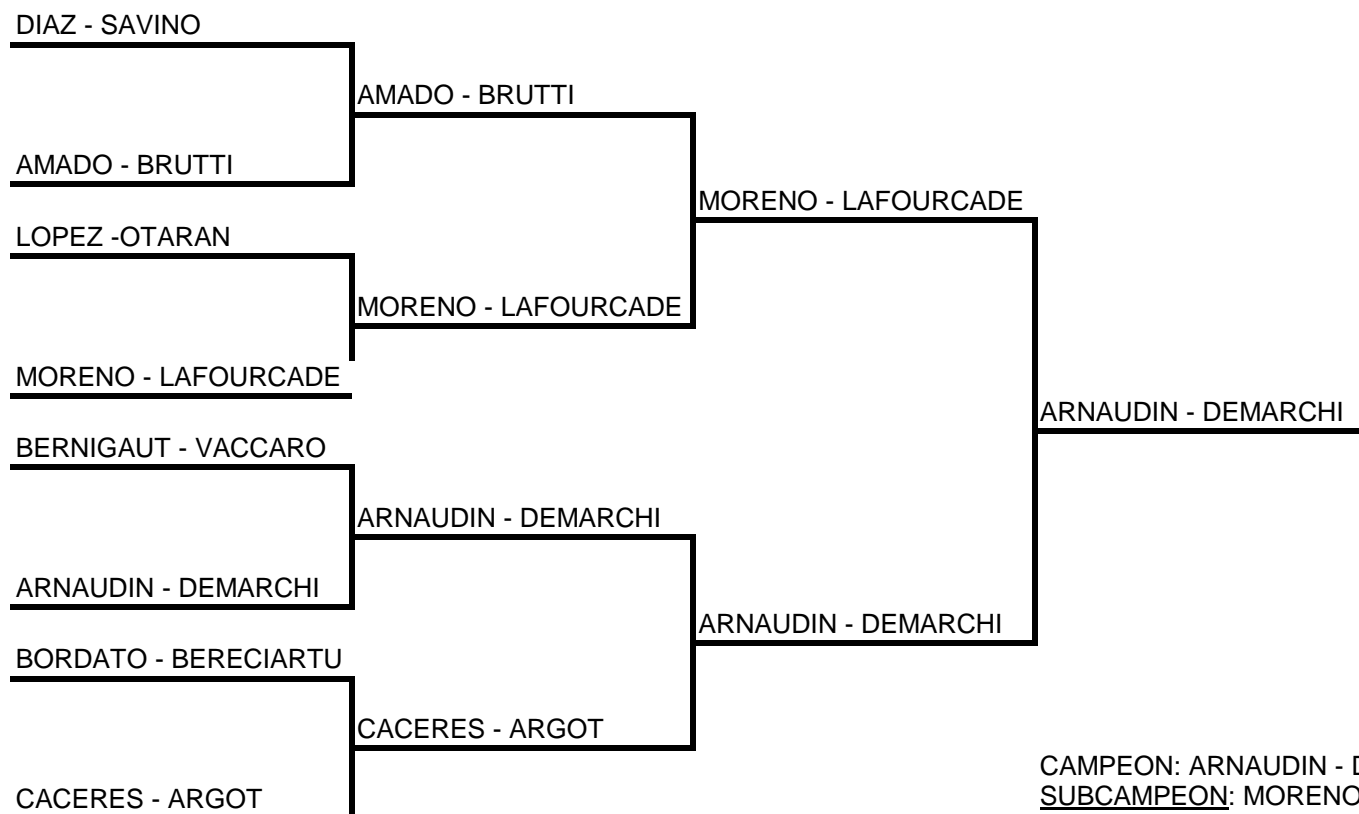 DIAZ - SAVINO
AMADO - BRUTTI
AMADO - BRUTTI
MORENO - LAFOURCADE
LOPEZ -OTARAN
MORENO - LAFOURCADE
MORENO - LAFOURCADE
ARNAUDIN - DEMARCHI
BERNIGAUT - VACCARO
ARNAUDIN - DEMARCHI
ARNAUDIN - DEMARCHI
ARNAUDIN - DEMARCHI
BORDATO - BERECIARTU
CACERES - ARGOT
CACERES - ARGOT
CAMPEON: ARNAUDIN -
SUBCAMPEON: MORENO